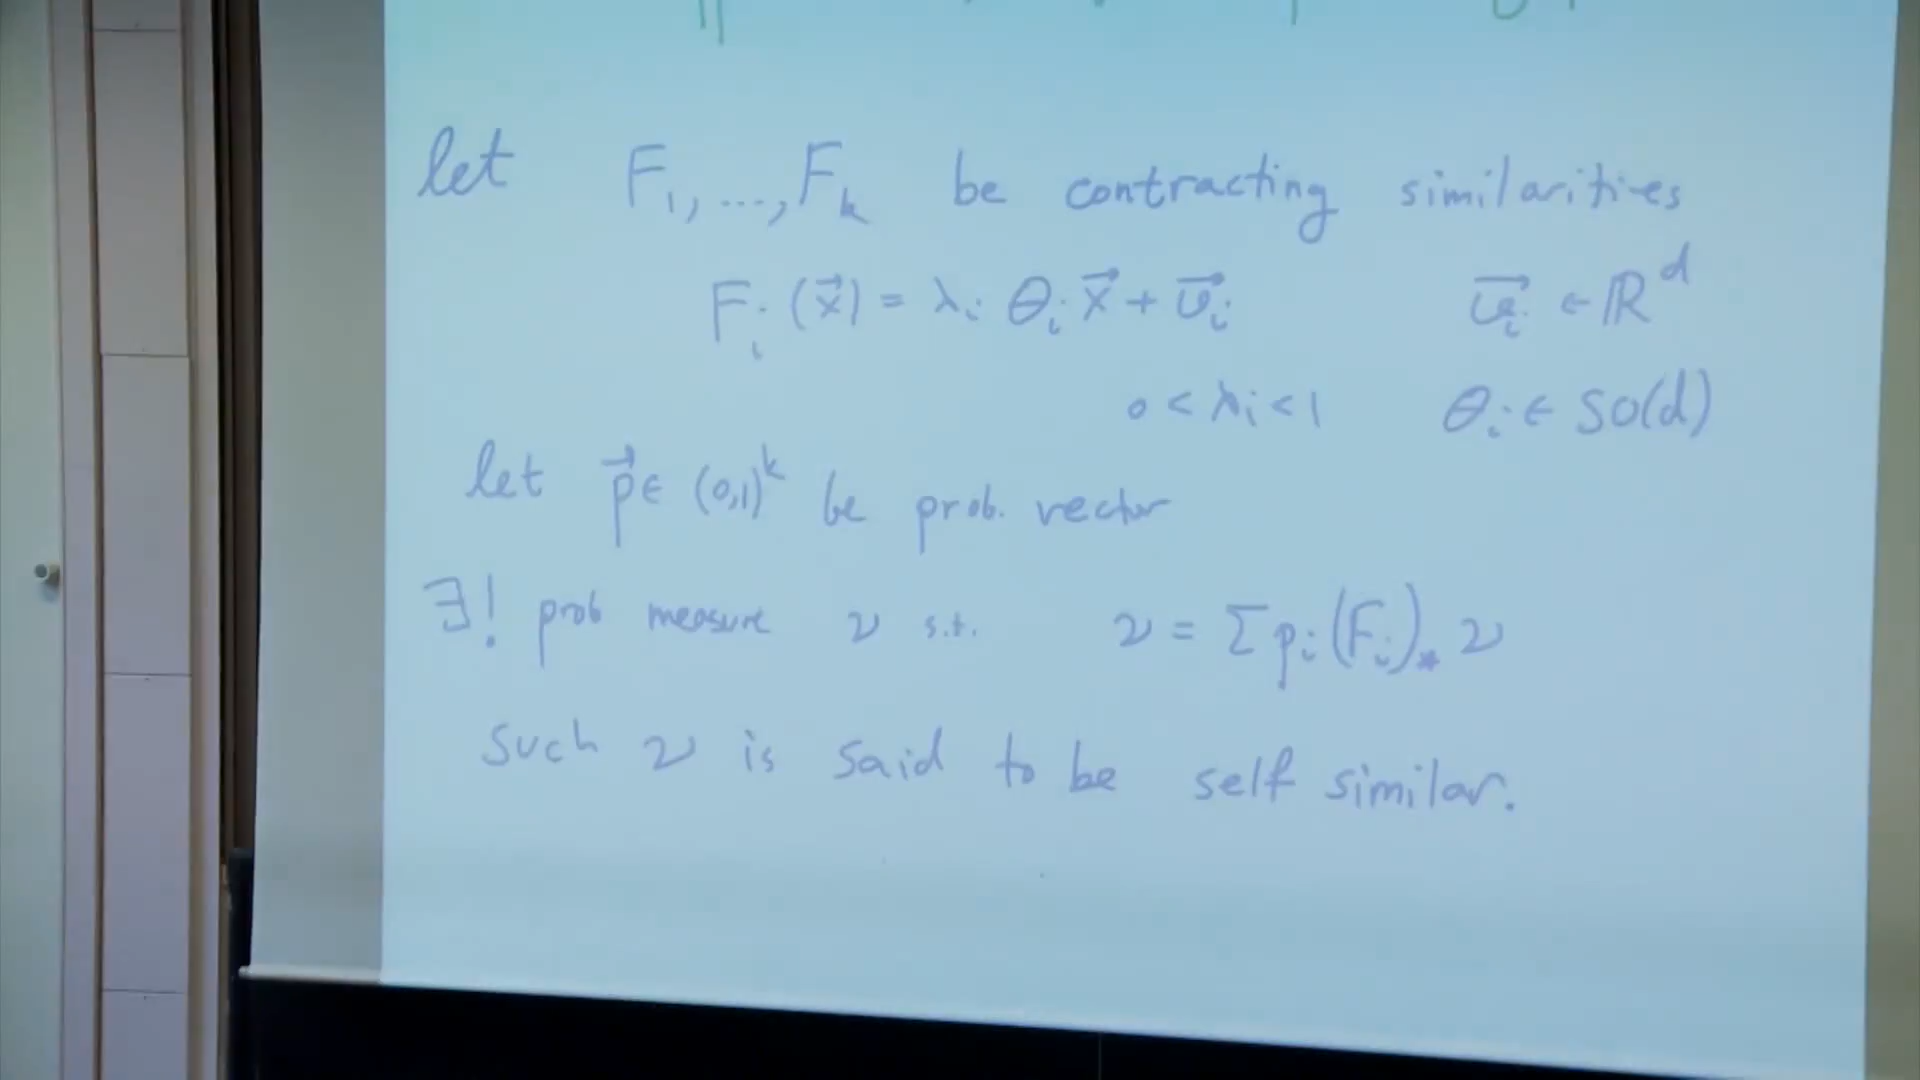 let F₁, ..., Fₖ be contracting similarities
Fᵢ(x⃗) = λᵢ θᵢ x⃗ + v⃗ᵢ v⃗ᵢ ∈ ℝᵈ
0 < λᵢ < 1 θᵢ ∈ SO(d)
let p⃗ ∈ (0,1)ᵏ be prob. vector
∃! prob measure ν s.t. ν = Σ pᵢ (Fᵢ)⁎ ν
such ν is said to be self similar.